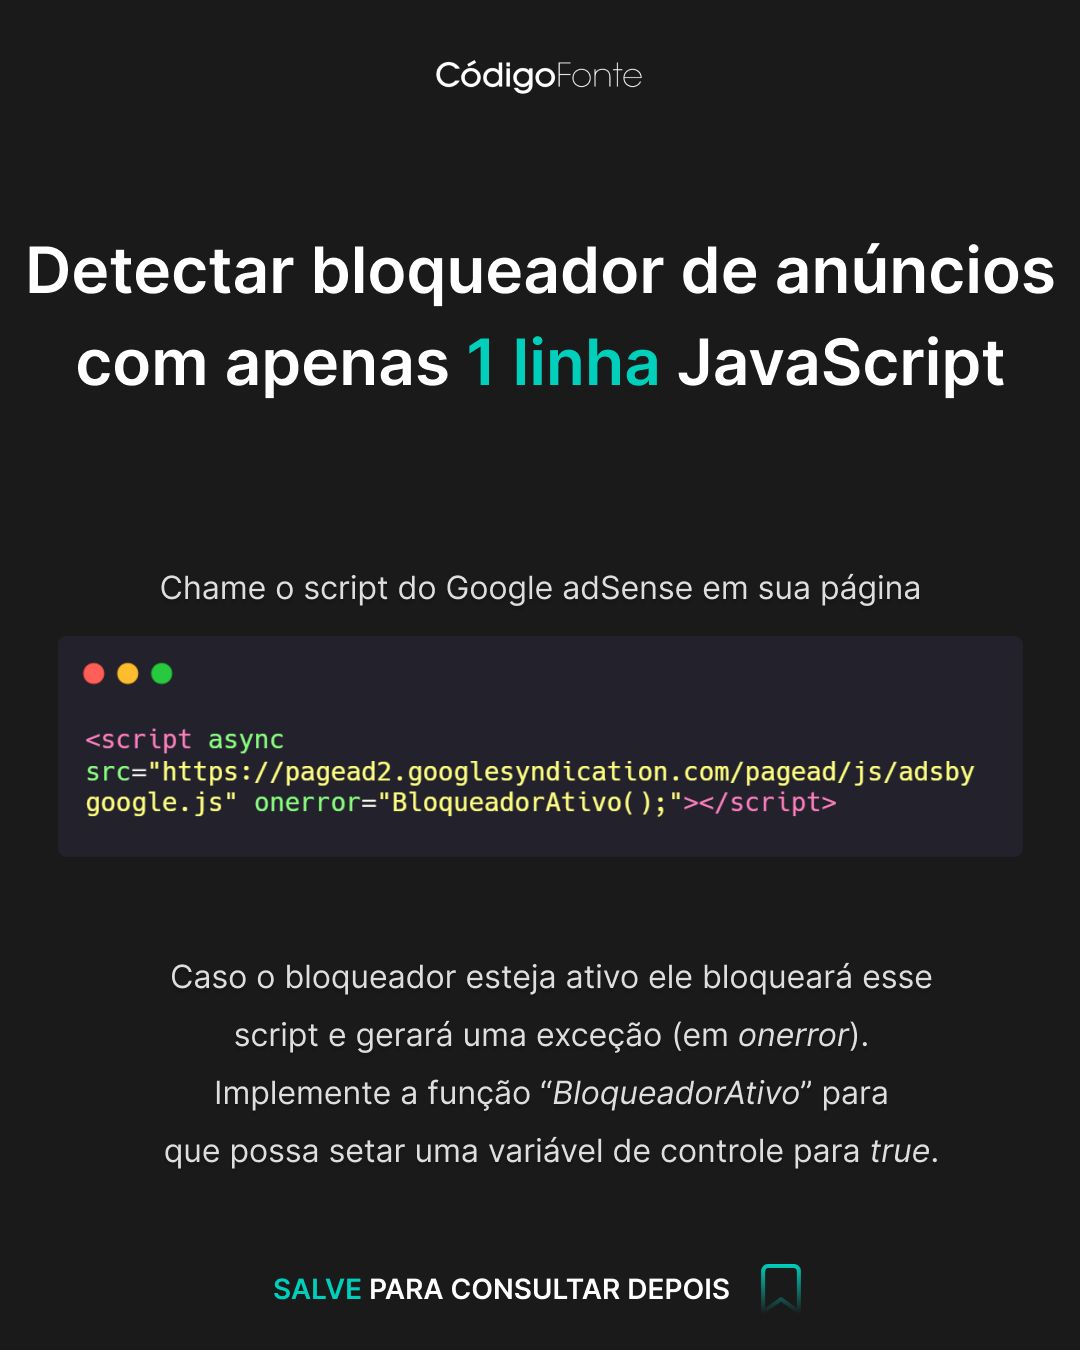 CódigoFonte
Detectar bloqueador de anúncios
com apenas 1 linha JavaScript
Chame o script do Google adSense em sua página
<script async
src="https://pagead2.googlesyndication.com/pagead/js/adsby
google.js" onerror="BloqueadorAtivo();"></script>
Caso o bloqueador esteja ativo ele bloqueará esse
script e gerará uma exceção (em onerror).
Implemente a função “BloqueadorAtivo” para
que possa setar uma variável de controle para true.
SALVE PARA CONSULTAR DEPOIS